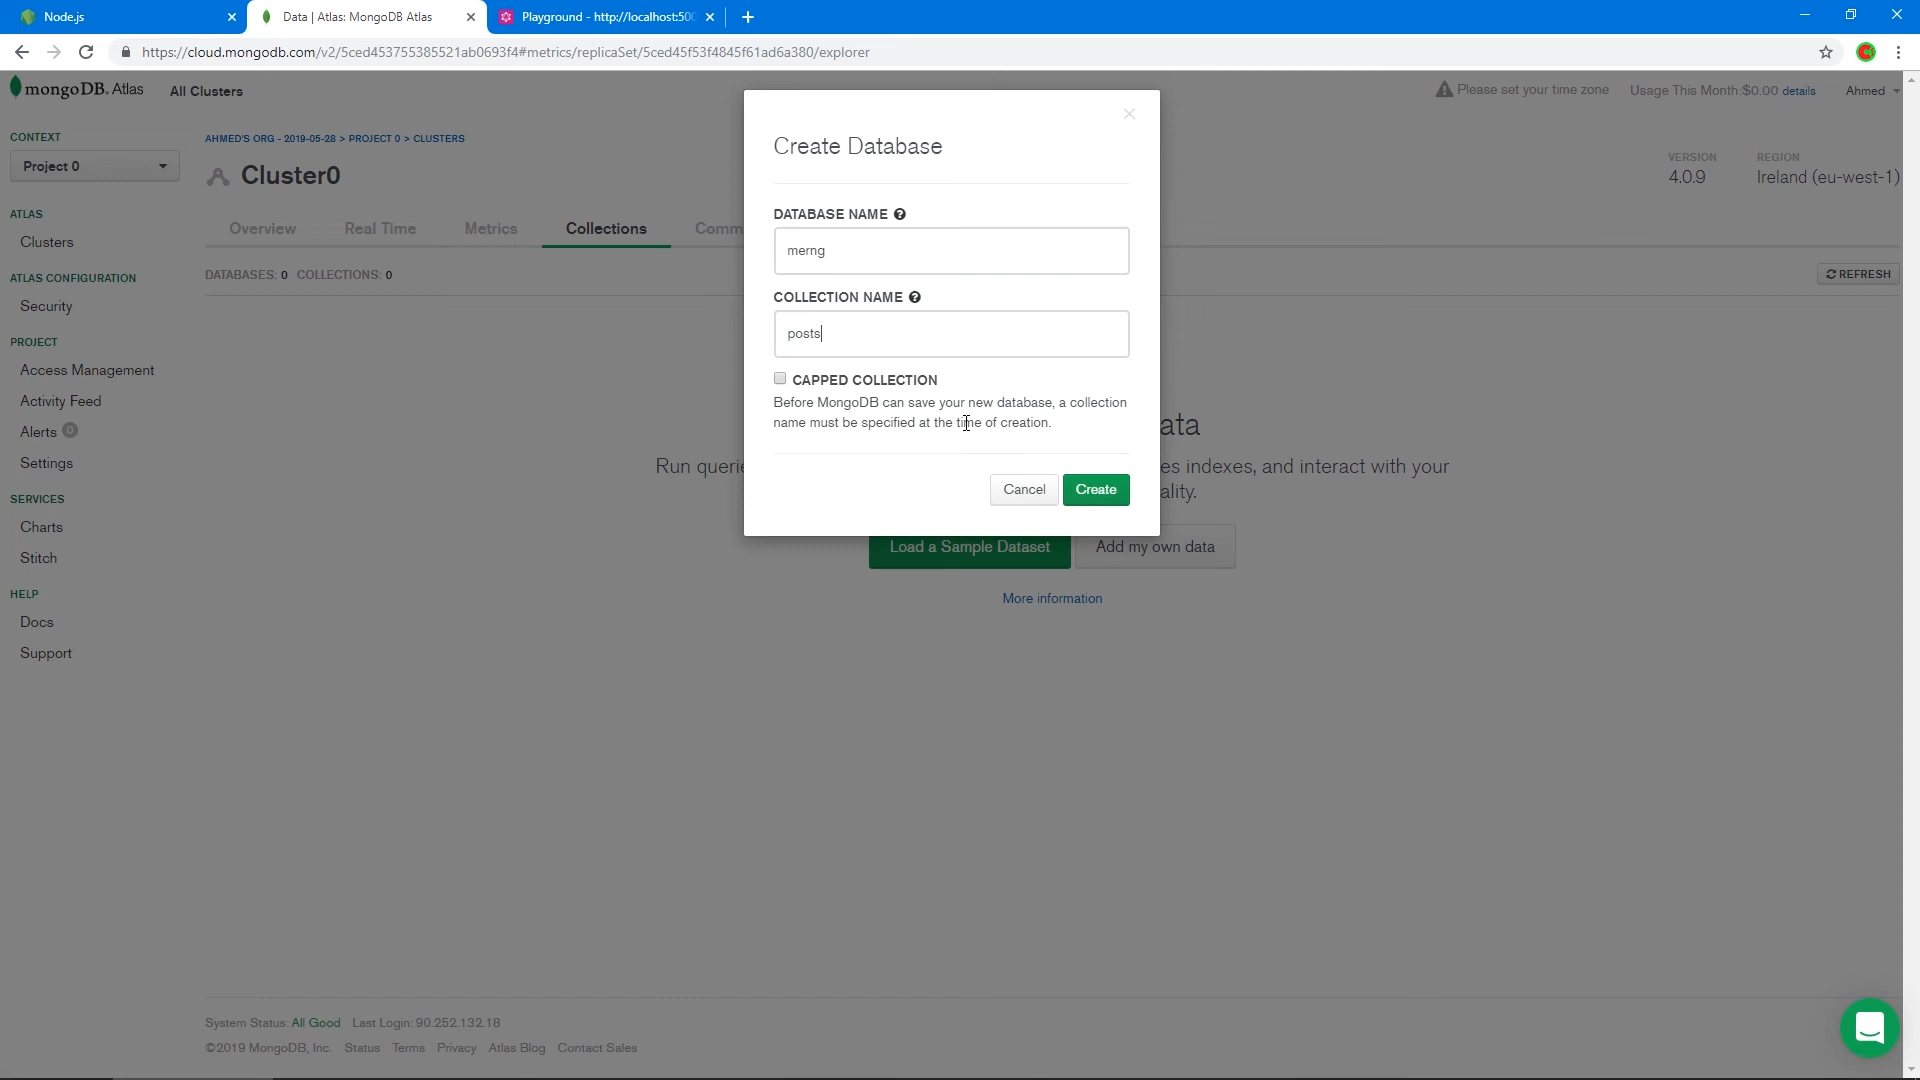 Node.js
Data | Atlas: MongoDB Atlas
Playground - http://localhost:500
https://cloud.mongodb.com/v2/5ced453755385521ab0693f4#metrics/replicaSet/5ced45f53f4845f61ad6a380/explorer
mongoDB. Atlas
All Clusters
Please set your time zone
Usage This Month:$0.00 details
Ahmed
CONTEXT
Project 0
ATLAS
Clusters
ATLAS CONFIGURATION
Security
PROJECT
Access Management
Activity Feed
Alerts 0
Settings
SERVICES
Charts
Stitch
HELP
Docs
Support
AHMED'S ORG - 2019-05-28 > PROJECT 0 > CLUSTERS
Cluster0
VERSION
4.0.9
REGION
Ireland (eu-west-1)
Overview
Real Time
Metrics
Collections
Comm
DATABASES: 0 COLLECTIONS: 0
REFRESH
Create Database
DATABASE NAME ?
merng
COLLECTION NAME ?
posts
CAPPED COLLECTION
Before MongoDB can save your new database, a collection
name must be specified at the time of creation.
Cancel
Create
ata
Run queries
es indexes, and interact with your
ality.
Load a Sample Dataset
Add my own data
More information
System Status: All Good Last Login: 90.252.132.18
©2019 MongoDB, Inc. Status Terms Privacy Atlas Blog Contact Sales